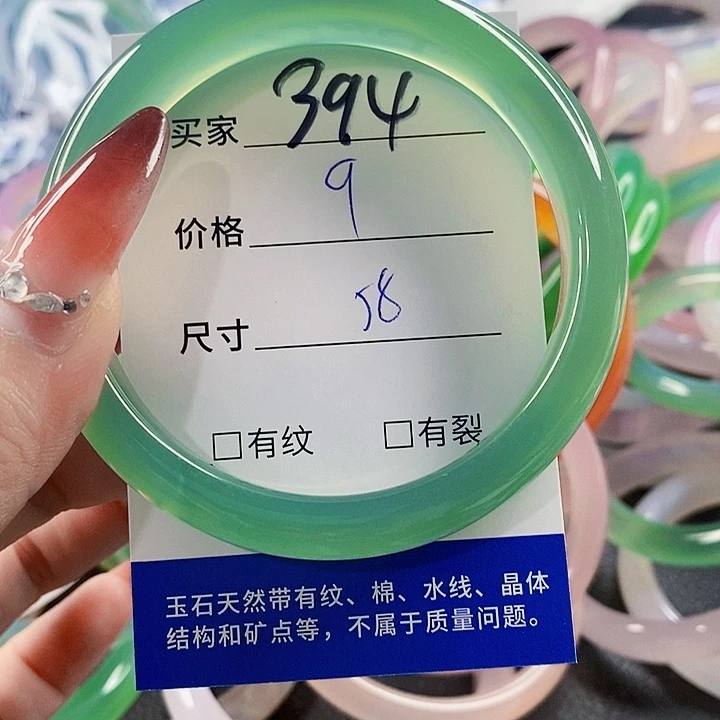 买家 394
价格 9
尺寸 58
□有纹 □有裂
玉石天然带有纹、棉、水线、晶体
结构和矿点等，不属于质量问题。